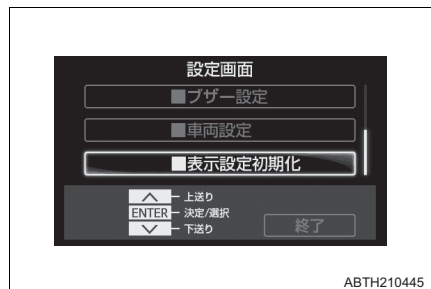 設定画面
■ブザー設定
■車両設定
■表示設定初期化
上送り
ENTER 決定/選択
下送り
終了
ABTH210445